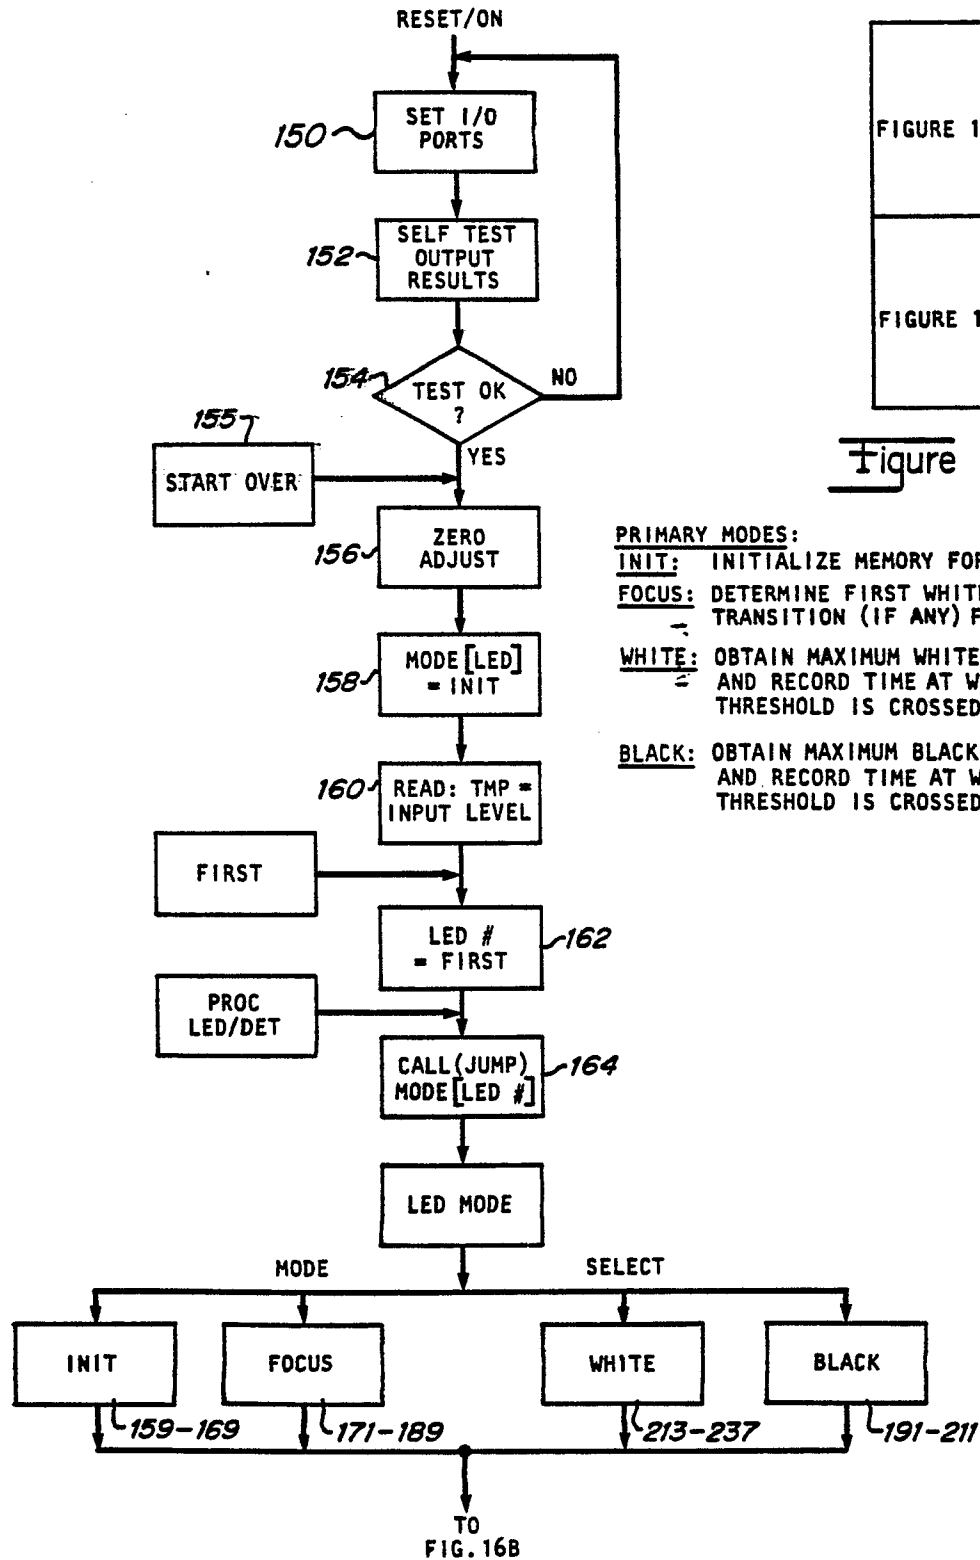 RESET/ON
150
SET I/O
PORTS
152
SELF TEST
OUTPUT
RESULTS
154
TEST OK
?
NO
YES
155
START OVER
156
ZERO
ADJUST
158
MODE[LED]
= INIT
160
READ: TMP =
INPUT LEVEL
FIRST
LED #
= FIRST
162
PROC
LED/DET
CALL(JUMP)
MODE[LED #]
164
LED MODE
MODE SELECT
INIT
FOCUS
WHITE
BLACK
159-169
171-189
213-237
191-211
TO
FIG.16B
FIGURE 1
FIGURE 1
Figure
PRIMARY MODES:
INIT: INITIALIZE MEMORY FOR
FOCUS: DETERMINE FIRST WHITE
TRANSITION (IF ANY) F
WHITE: OBTAIN MAXIMUM WHITE
AND RECORD TIME AT W
THRESHOLD IS CROSSED
BLACK: OBTAIN MAXIMUM BLACK
AND RECORD TIME AT W
THRESHOLD IS CROSSED